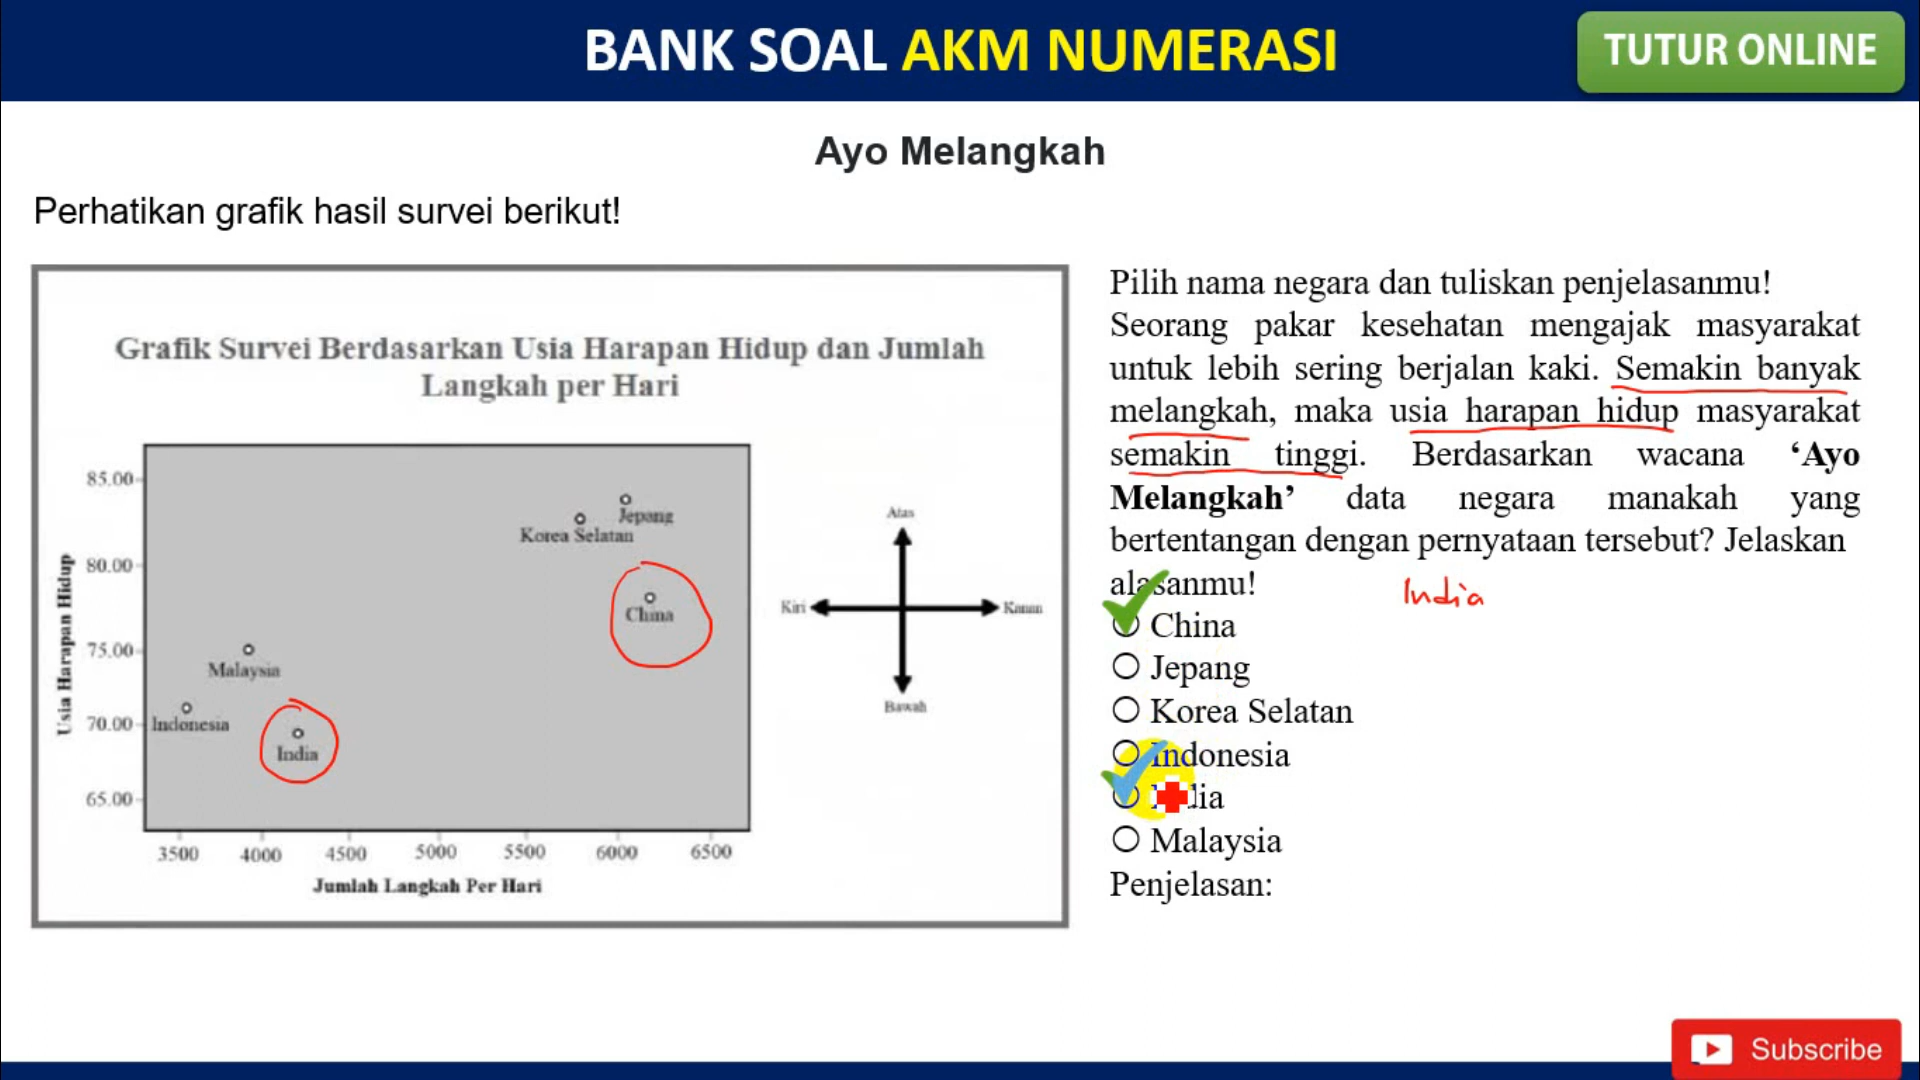 BANK SOAL AKM NUMERASI
TUTUR ONLINE
Ayo Melangkah
Perhatikan grafik hasil survei berikut!
Grafik Survei Berdasarkan Usia Harapan Hidup dan Jumlah
Langkah per Hari
Usia Harapan Hidup
85.00
80.00
75.00
70.00
65.00
Jepang
Korea Selatan
China
Malaysia
Indonesia
India
3500 4000 4500 5000 5500 6000 6500
Jumlah Langkah Per Hari
Atas
Kiri
Kanan
Bawah
Pilih nama negara dan tuliskan penjelasanmu!
Seorang pakar kesehatan mengajak masyarakat
untuk lebih sering berjalan kaki. Semakin banyak
melangkah, maka usia harapan hidup masyarakat
semakin tinggi. Berdasarkan wacana ‘Ayo
Melangkah’ data negara manakah yang
bertentangan dengan pernyataan tersebut? Jelaskan
alasanmu!
India
China
Jepang
Korea Selatan
Indonesia
India
Malaysia
Penjelasan:
Subscribe